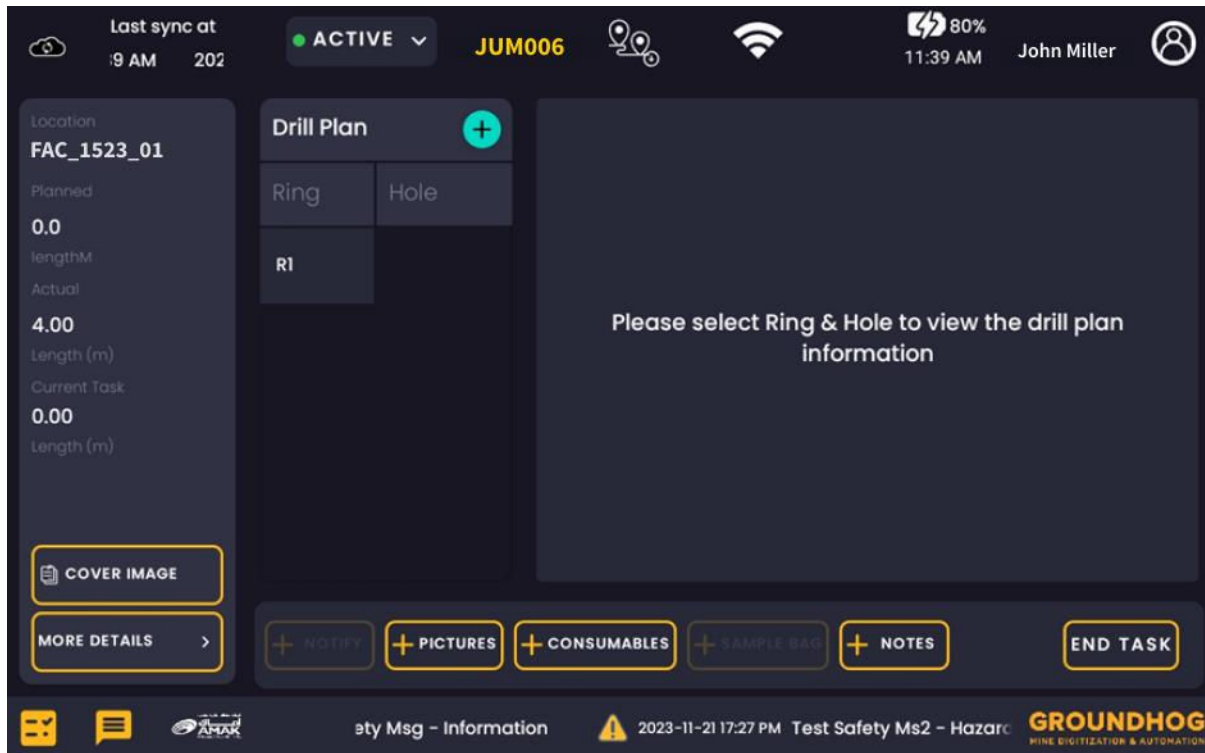 Last sync at
:9 AM 202
ACTIVE
JUM006
80%
11:39 AM
John Miller
Location
FAC_1523_01
Planned
0.0
lengthM
Actual
4.00
Length (m)
Current Task
0.00
Length (m)
COVER IMAGE
MORE DETAILS >
Drill Plan +
Ring Hole
R1
Please select Ring & Hole to view the drill plan
information
+ NOTIFY
+ PICTURES
+ CONSUMABLES
+ SAMPLE BAG
+ NOTES
END TASK
AMAK
ety Msg - Information
2023-11-21 17:27 PM Test Safety Ms2 - Hazarc
GROUNDHOG
MINE DIGITIZATION & AUTOMATION